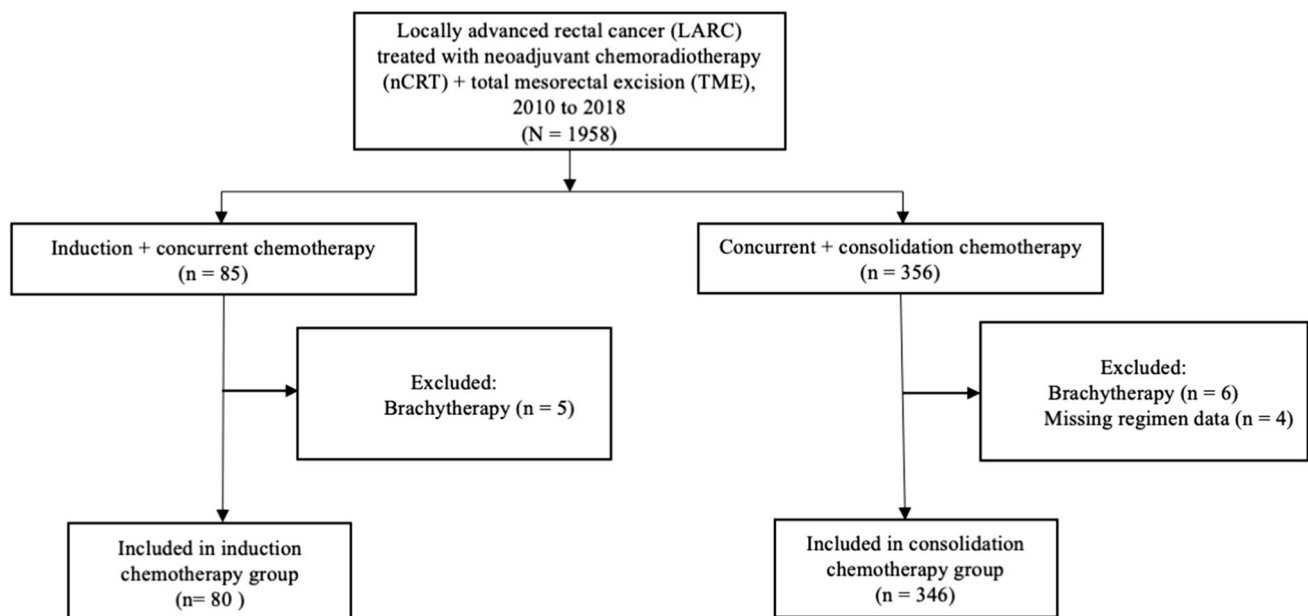 Locally advanced rectal cancer (LARC)
treated with neoadjuvant chemoradiotherapy
(nCRT) + total mesorectal excision (TME),
2010 to 2018
(N = 1958)
Induction + concurrent chemotherapy
(n = 85)
Concurrent + consolidation chemotherapy
(n = 356)
Excluded:
Brachytherapy (n = 5)
Excluded:
Brachytherapy (n = 6)
Missing regimen data (n = 4)
Included in induction
chemotherapy group
(n= 80 )
Included in consolidation
chemotherapy group
(n = 346)